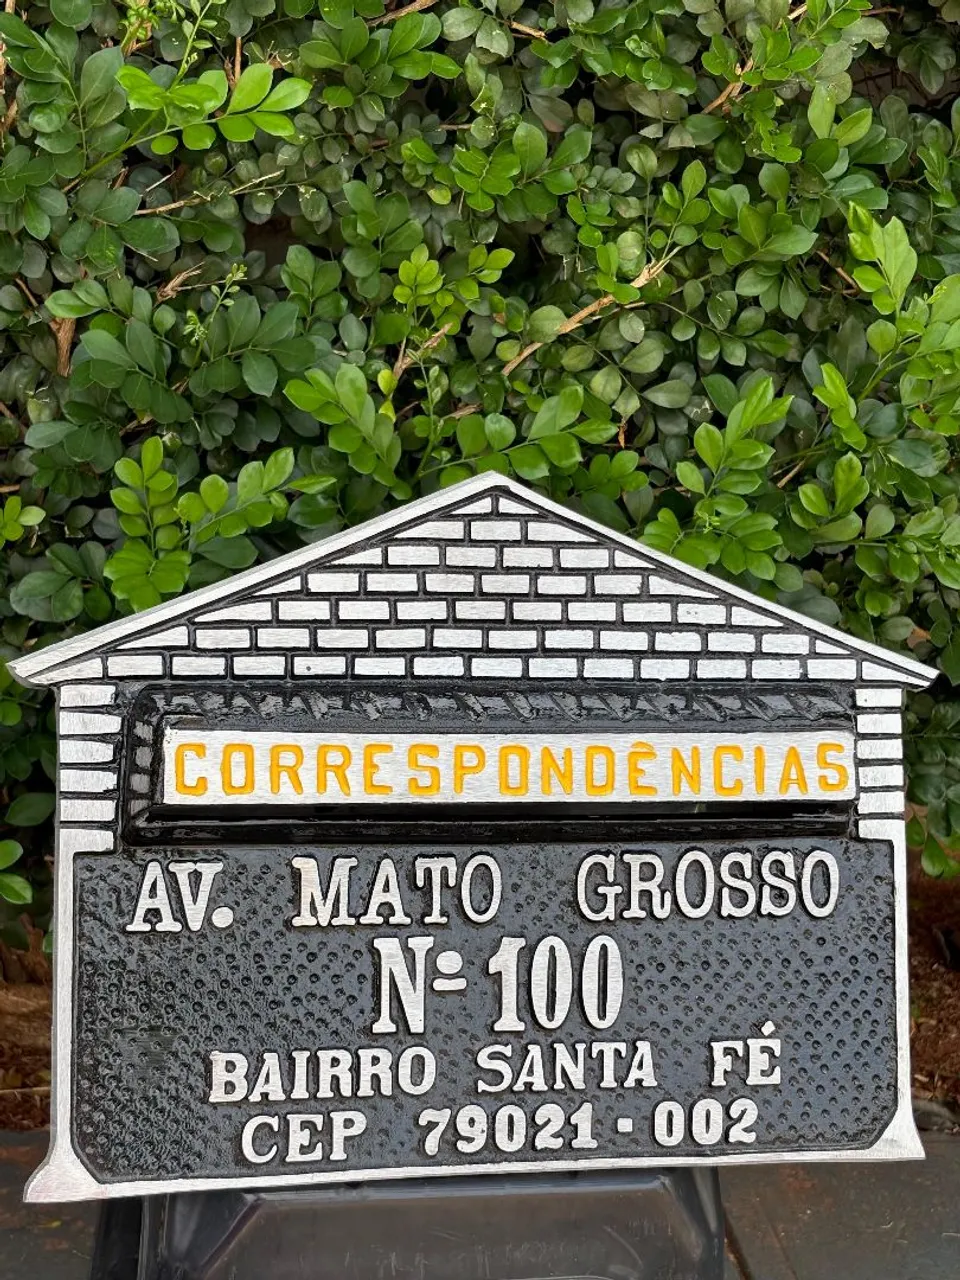 CORRESPONDÊNCIAS
AV. MATO GROSSO
Nº 100
BAIRRO SANTA FÉ
CEP 79021-002